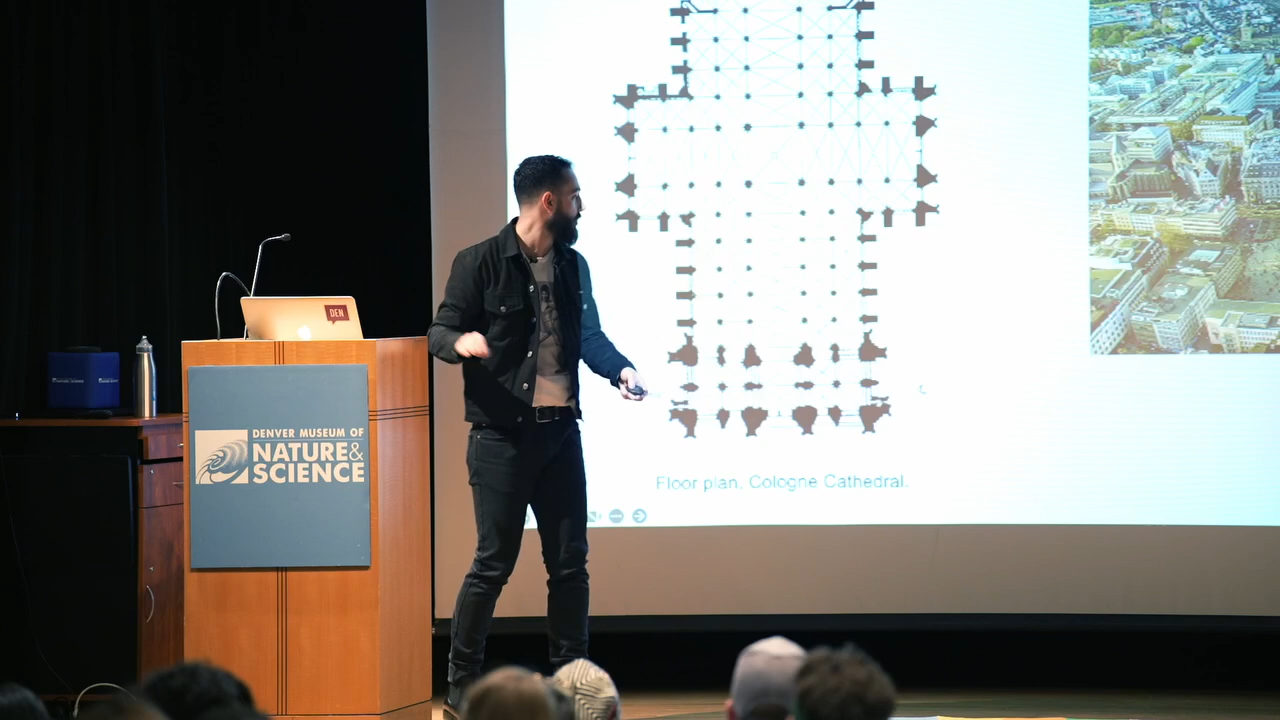 DEN
DENVER MUSEUM OF
NATURE&
SCIENCE
Floor plan, Cologne Cathedral.